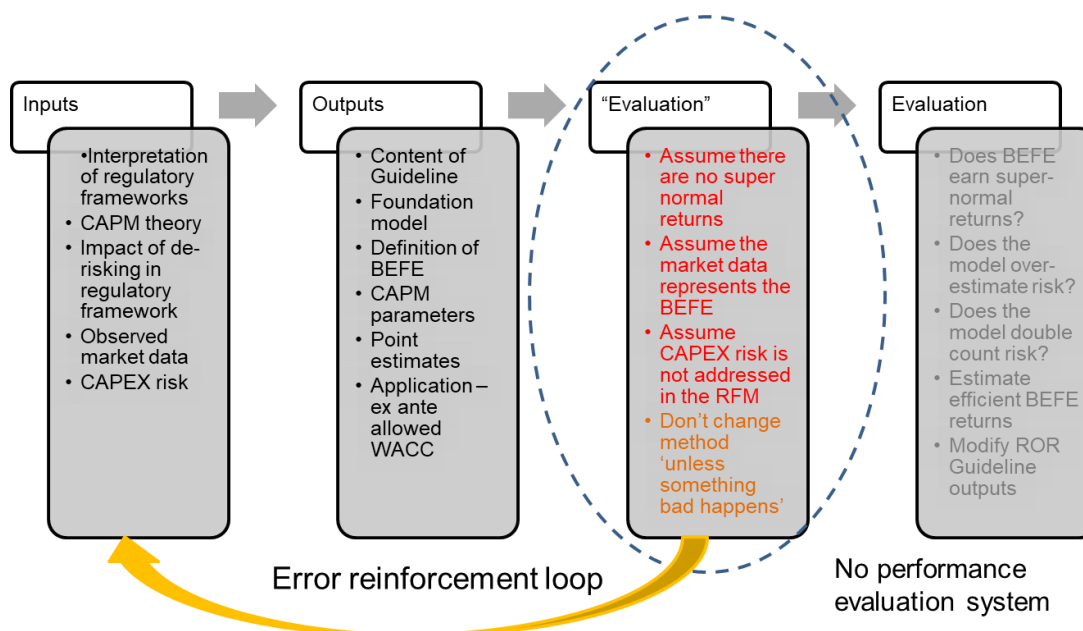 Inputs
•Interpretation
of regulatory
frameworks
• CAPM theory
• Impact of de-
risking in
regulatory
framework
• Observed
market data
• CAPEX risk
Outputs
• Content of
Guideline
• Foundation
model
• Definition of
BEFE
• CAPM
parameters
• Point
estimates
• Application –
ex ante
allowed
WACC
“Evaluation”
• Assume there
are no super
normal
returns
• Assume the
market data
represents the
BEFE
• Assume
CAPEX risk is
not addressed
in the RFM
• Don’t change
method
‘unless
something
bad happens’
Evaluation
• Does BEFE
earn super-
normal
returns?
• Does the
model over-
estimate risk?
• Does the
model double
count risk?
• Estimate
efficient BEFE
returns
• Modify ROR
Guideline
outputs
Error reinforcement loop
No performance
evaluation system